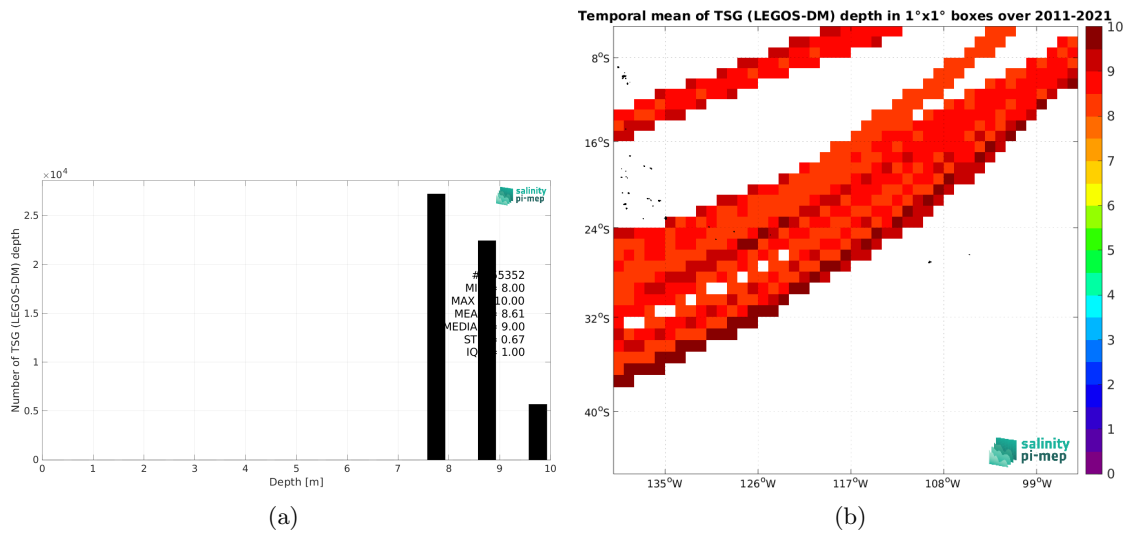 Temporal mean of TSG (LEGOS-DM) depth in 1°x1° boxes over 2011-2021
×10⁴
2.5
2
1.5
1
0.5
0
Number of TSG (LEGOS-DM) depth
salinity
pi-mep
8.00
10.00
8.61
9.00
0.67
1.00
0 1 2 3 4 5 6 7 8 9 10
Depth [m]
(a)
8°S
16°S
24°S
32°S
40°S
135°W 126°W 117°W 108°W 99°W
salinity
pi-mep
10
9
8
7
6
5
4
3
2
1
0
(b)